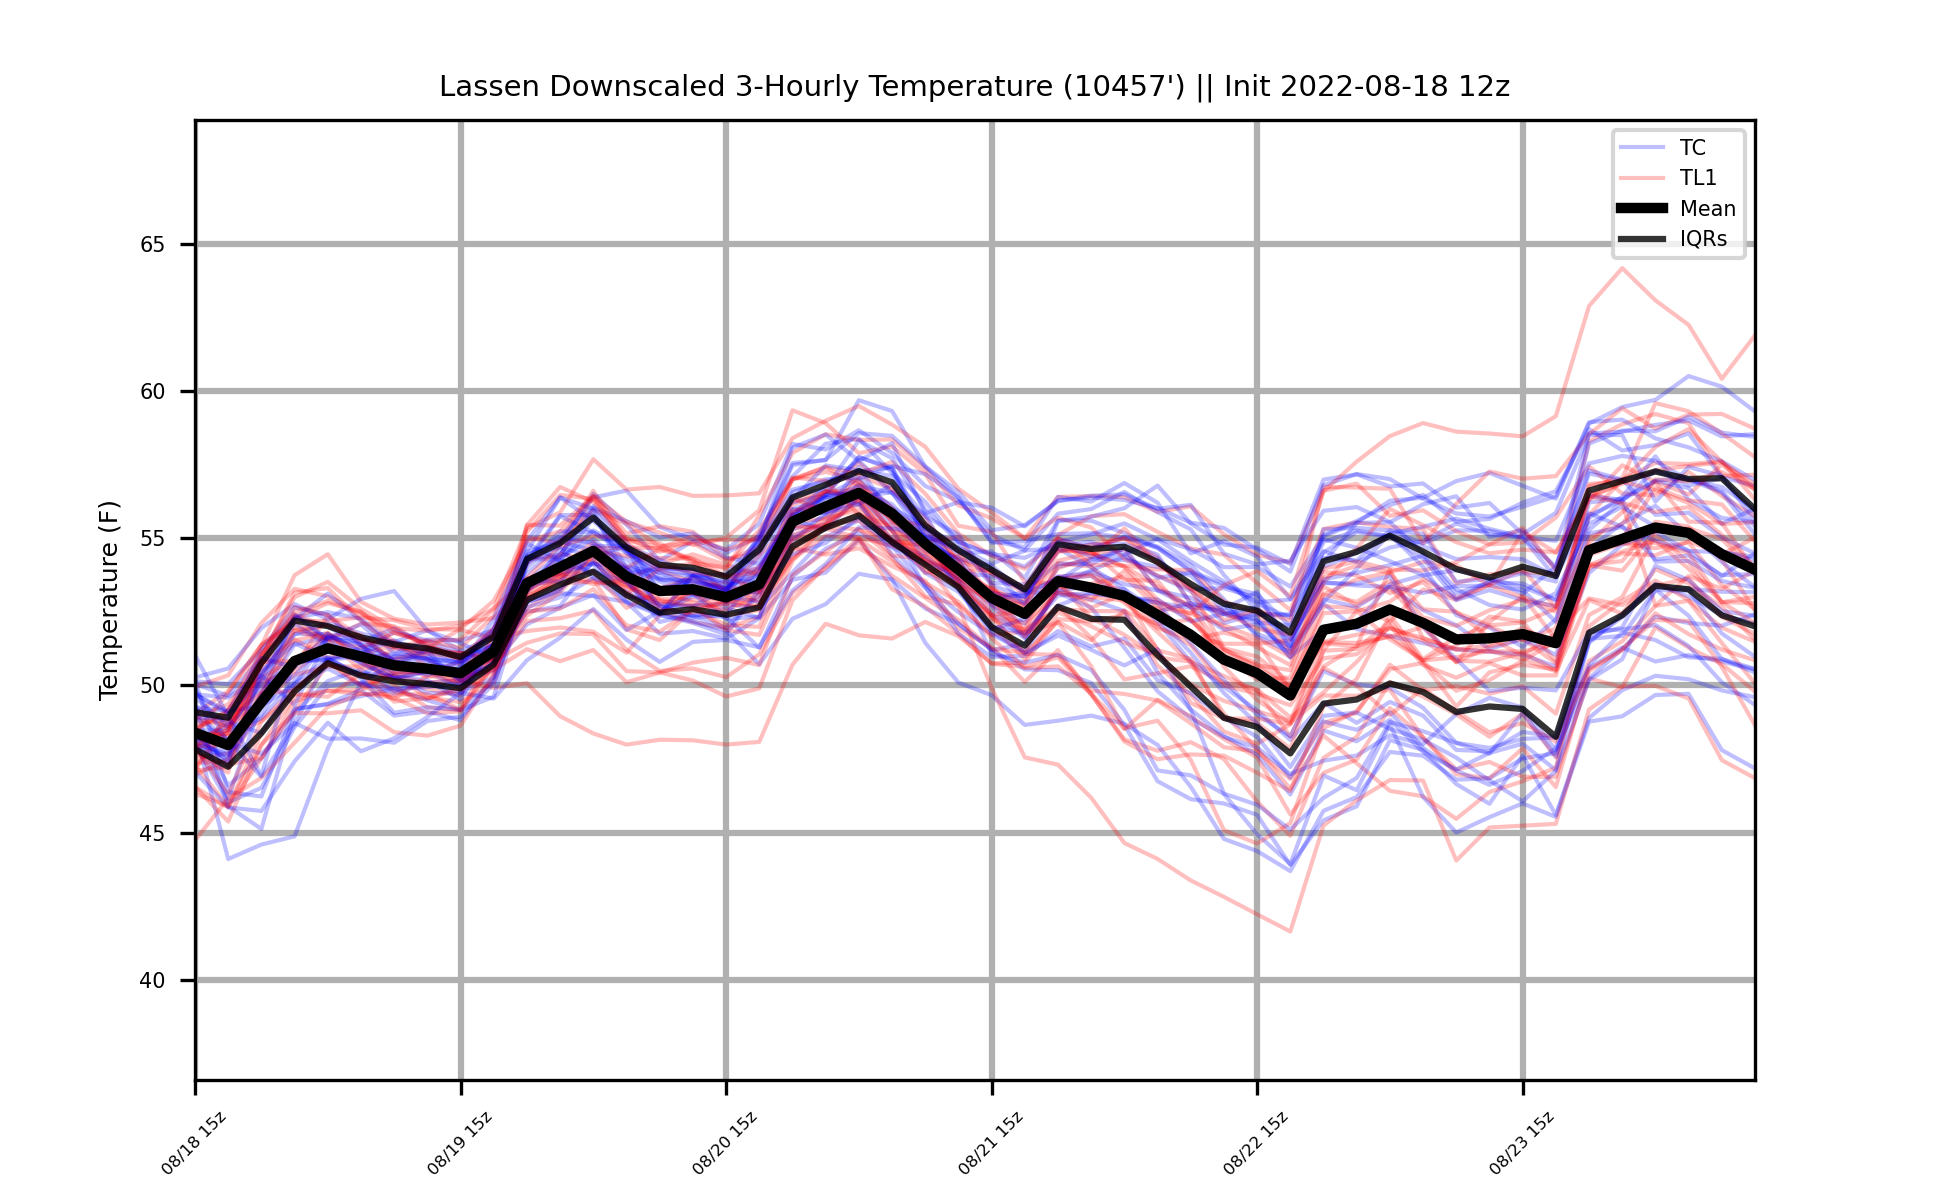 Lassen Downscaled 3-Hourly Temperature (10457') || Init 2022-08-18 12z
TC
TL1
Mean
IQRs
Temperature (F)
65
60
55
50
45
40
08/18 15z
08/19 15z
08/20 15z
08/21 15z
08/22 15z
08/23 15z